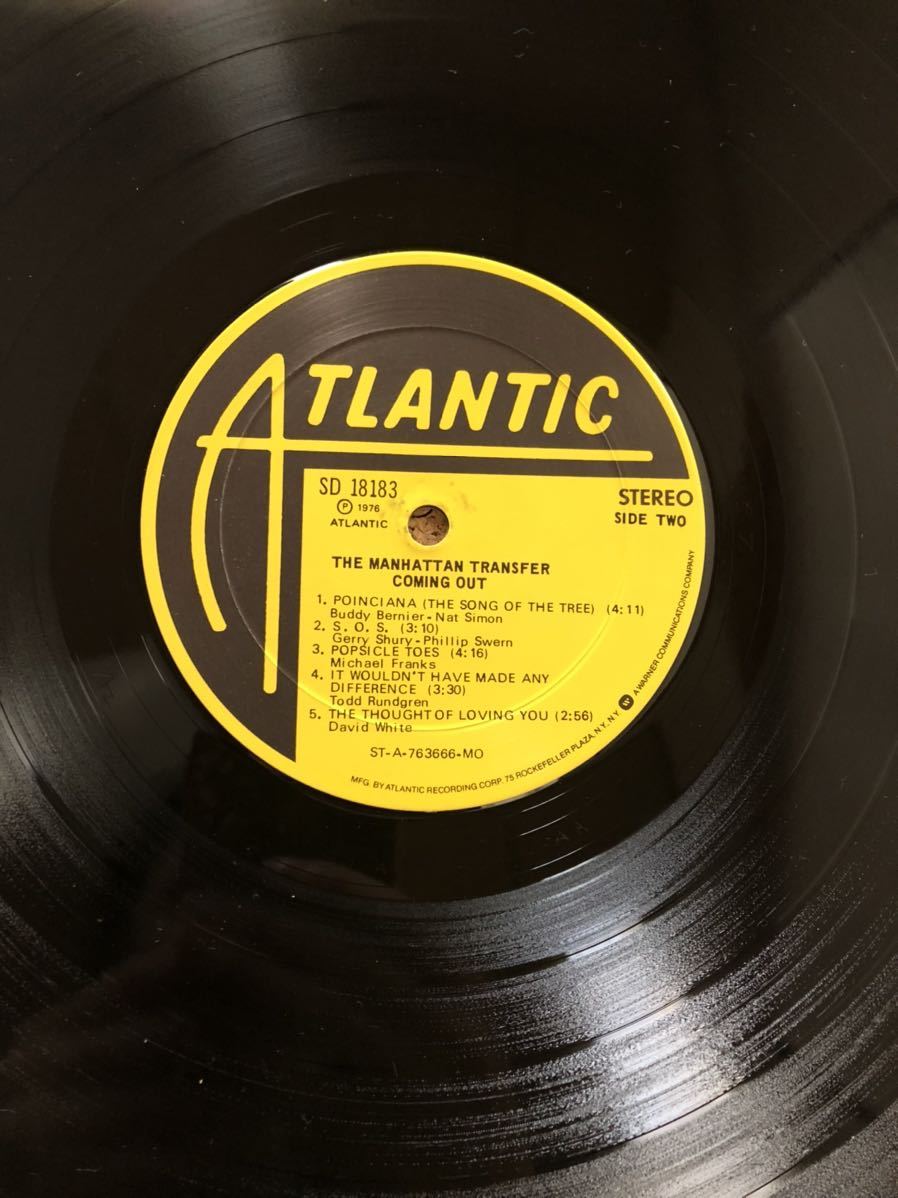 ATLANTIC
SD 18183
Ⓟ 1976
ATLANTIC
STEREO
SIDE TWO
THE MANHATTAN TRANSFER
COMING OUT
1. POINCIANA (THE SONG OF THE TREE) (4:11)
Buddy Bernier-Nat Simon
2. S. O. S. (3:10)
Gerry Shury-Phillip Swern
3. POPSICLE TOES (4:16)
Michael Franks
4. IT WOULDN'T HAVE MADE ANY
DIFFERENCE (3:30)
Todd Rundgren
5. THE THOUGHT OF LOVING YOU (2:56)
David White
ST-A-763666-MO
MFG. BY ATLANTIC RECORDING CORP. 75 ROCKEFELLER PLAZA, N.Y. N.Y. A WARNER COMMUNICATIONS COMPANY